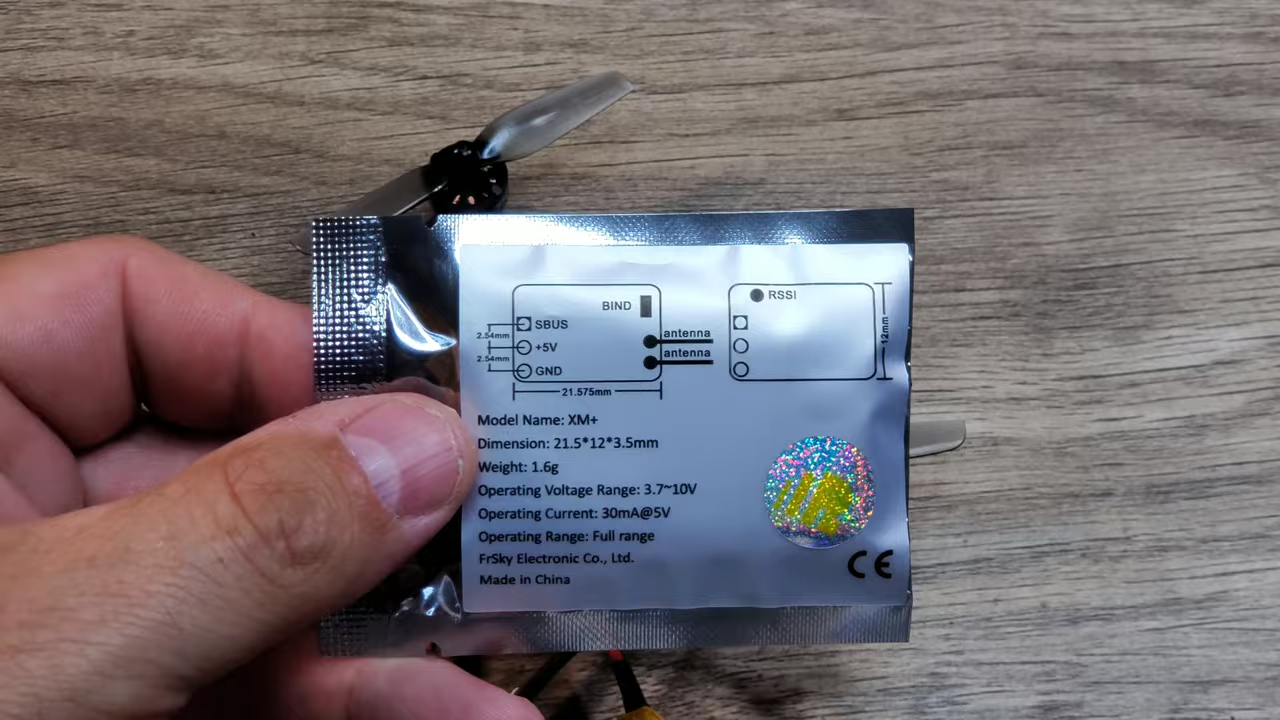 BIND
RSSI
SBUS
2.54mm
antenna
+5V
12mm
antenna
2.54mm
GND
21.575mm
Model Name: XM+
Dimension: 21.5*12*3.5mm
Weight: 1.6g
Operating Voltage Range: 3.7~10V
Operating Current: 30mA@5V
Operating Range: Full range
FrSky Electronic Co., Ltd.
Made in China
CE